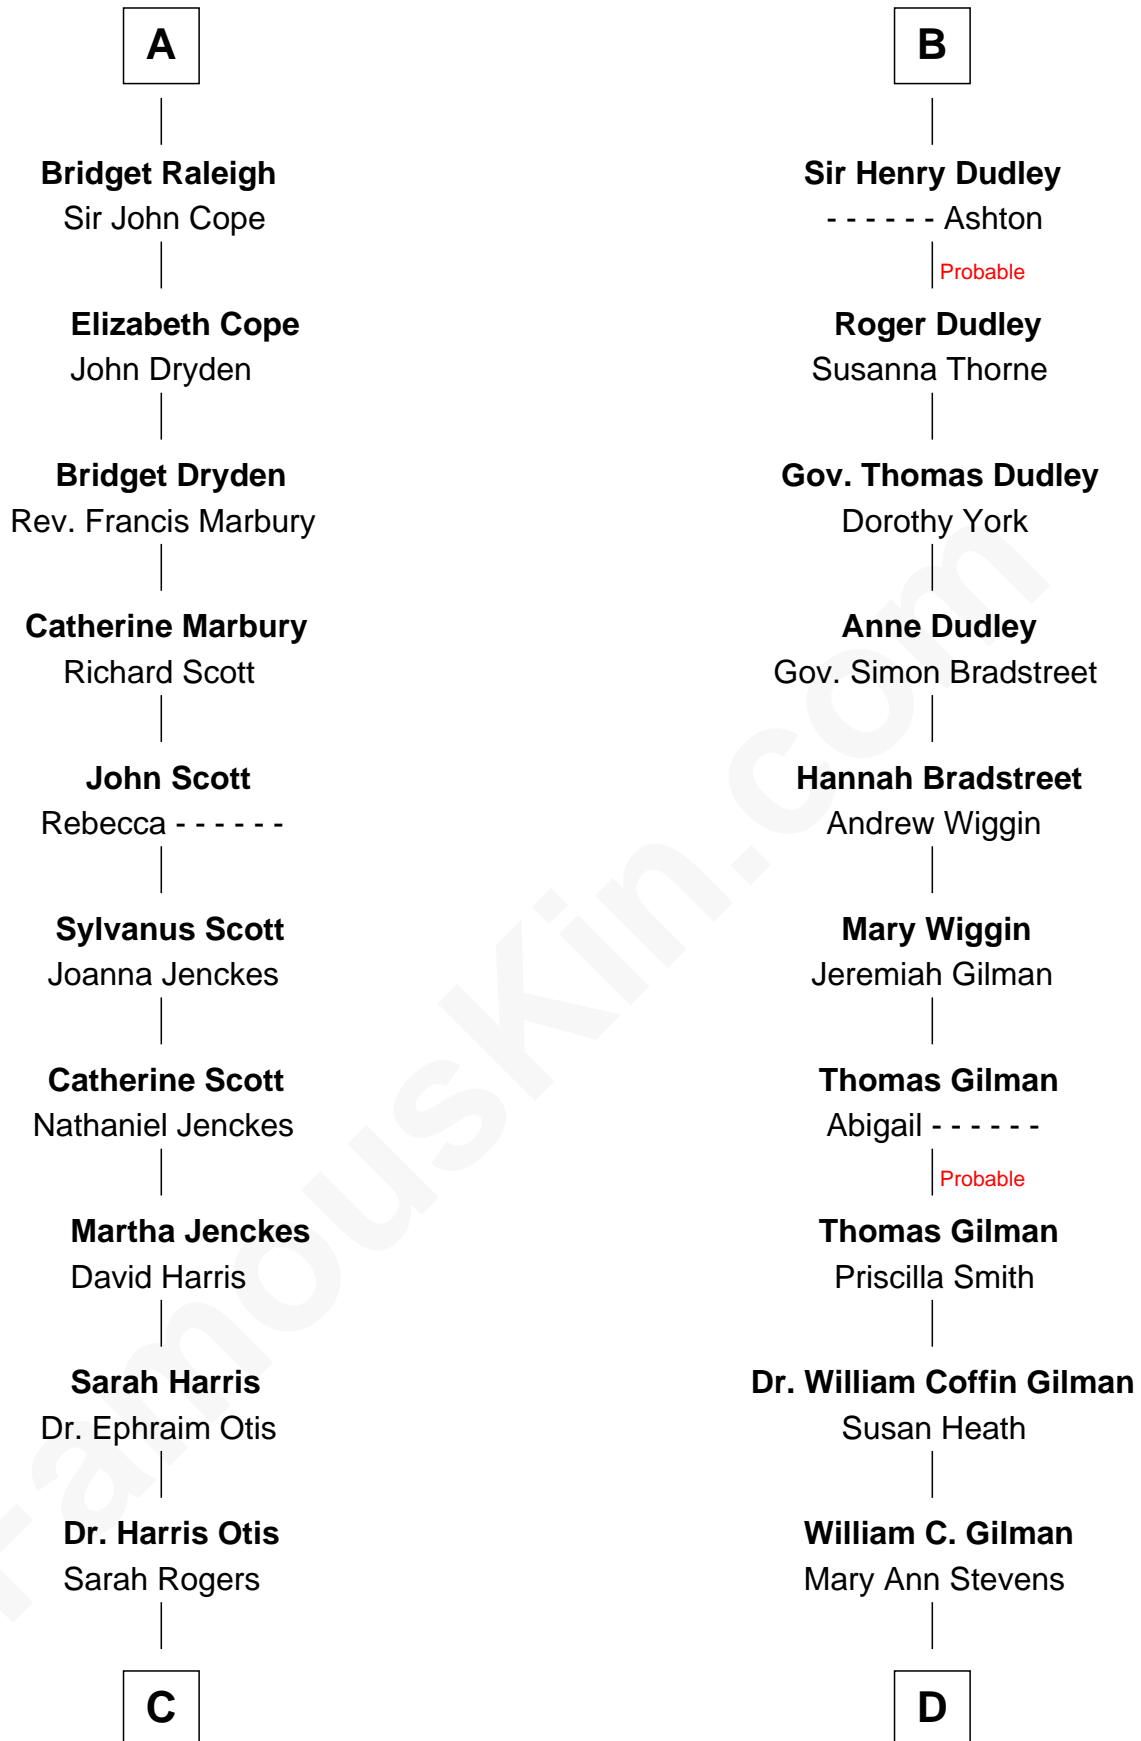 A
Bridget Raleigh
Sir John Cope
Elizabeth Cope
John Dryden
Bridget Dryden
Rev. Francis Marbury
Catherine Marbury
Richard Scott
John Scott
Rebecca - - - - - -
Sylvanus Scott
Joanna Jenckes
Catherine Scott
Nathaniel Jenckes
Martha Jenckes
David Harris
Sarah Harris
Dr. Ephraim Otis
Dr. Harris Otis
Sarah Rogers
C
B
Sir Henry Dudley
- - - - - - Ashton
Probable
Roger Dudley
Susanna Thorne
Gov. Thomas Dudley
Dorothy York
Anne Dudley
Gov. Simon Bradstreet
Hannah Bradstreet
Andrew Wiggin
Mary Wiggin
Jeremiah Gilman
Thomas Gilman
Abigail - - - - - -
Probable
Thomas Gilman
Priscilla Smith
Dr. William Coffin Gilman
Susan Heath
William C. Gilman
Mary Ann Stevens
D
FamousKin.com